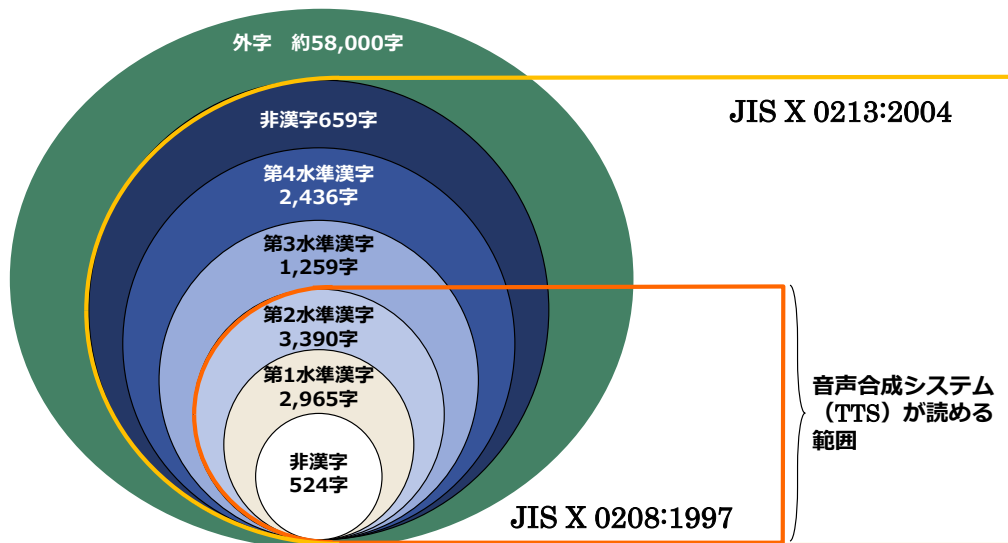 外字　約58,000字
JIS X 0213:2004
非漢字659字
第4水準漢字
2,436字
第3水準漢字
1,259字
第2水準漢字
3,390字
第1水準漢字
2,965字
音声合成システム
（TTS）が読める
範囲
非漢字
524字
JIS X 0208:1997